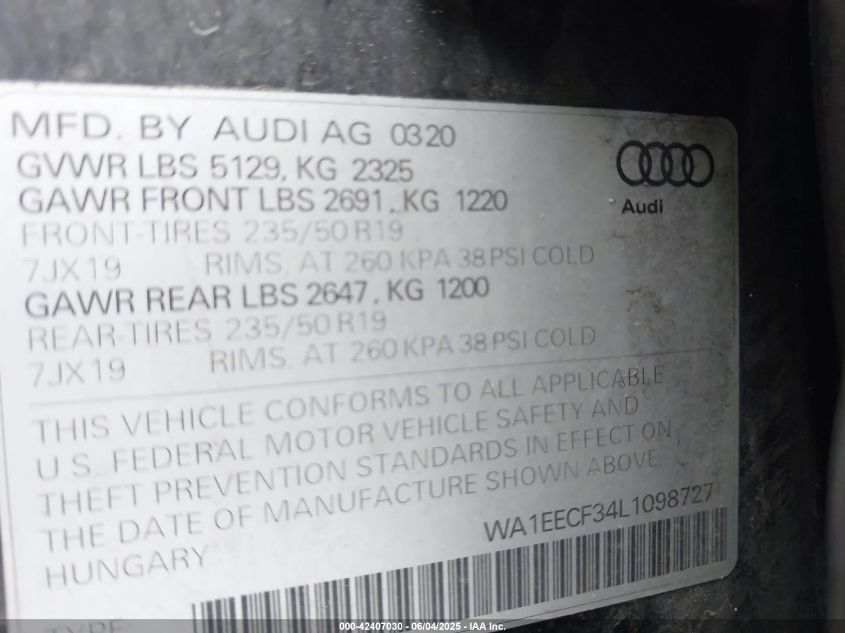 MFD. BY AUDI AG 0320
GVWR LBS 5129, KG 2325
GAWR FRONT LBS 2691, KG 1220
FRONT-TIRES 235/50 R19
7JX19 RIMS, AT 260 KPA 38 PSI COLD
GAWR REAR LBS 2647, KG 1200
REAR-TIRES 235/50 R19
7JX19 RIMS, AT 260 KPA 38 PSI COLD
Audi
THIS VEHICLE CONFORMS TO ALL APPLICABLE
U.S. FEDERAL MOTOR VEHICLE SAFETY AND
THEFT PREVENTION STANDARDS IN EFFECT ON
THE DATE OF MANUFACTURE SHOWN ABOVE.
HUNGARY WA1EECF34L1098727
TYPE
000-42407030 - 06/04/2025 - IAA Inc.